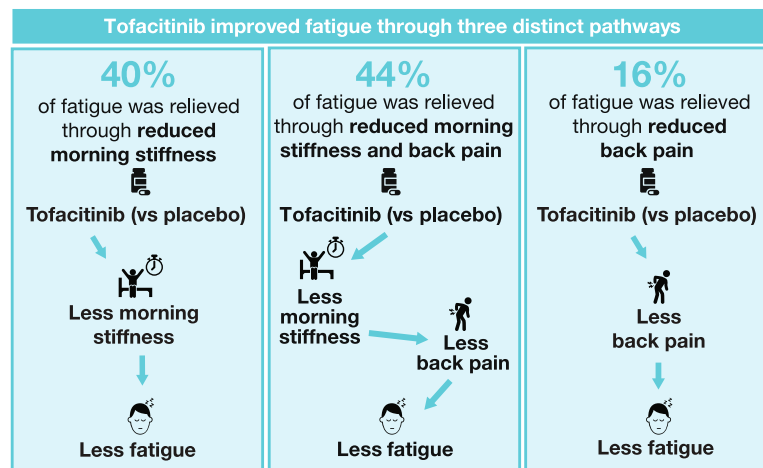 Tofacitinib improved fatigue through three distinct pathways
40%
of fatigue was relieved
through reduced
morning stiffness
Tofacitinib (vs placebo)
Less morning
stiffness
Less fatigue
44%
of fatigue was relieved
through reduced morning
stiffness and back pain
Tofacitinib (vs placebo)
Less
morning
stiffness
Less
back pain
Less fatigue
16%
of fatigue was relieved
through reduced
back pain
Tofacitinib (vs placebo)
Less
back pain
Less fatigue